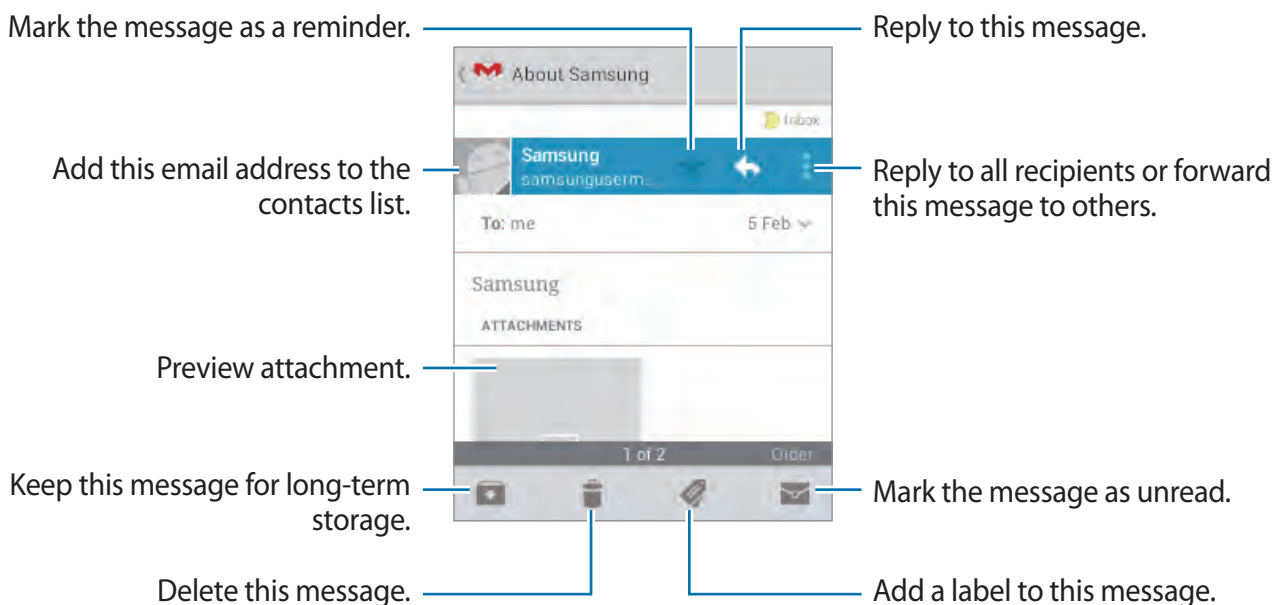 Mark the message as a reminder.
Reply to this message.
About Samsung
Inbox
Add this email address to the
contacts list.
Samsung
samsunguserm...
Reply to all recipients or forward
this message to others.
To: me
5 Feb
Samsung
ATTACHMENTS
Preview attachment.
1 of 2
Older
Keep this message for long-term
storage.
Mark the message as unread.
Delete this message.
Add a label to this message.